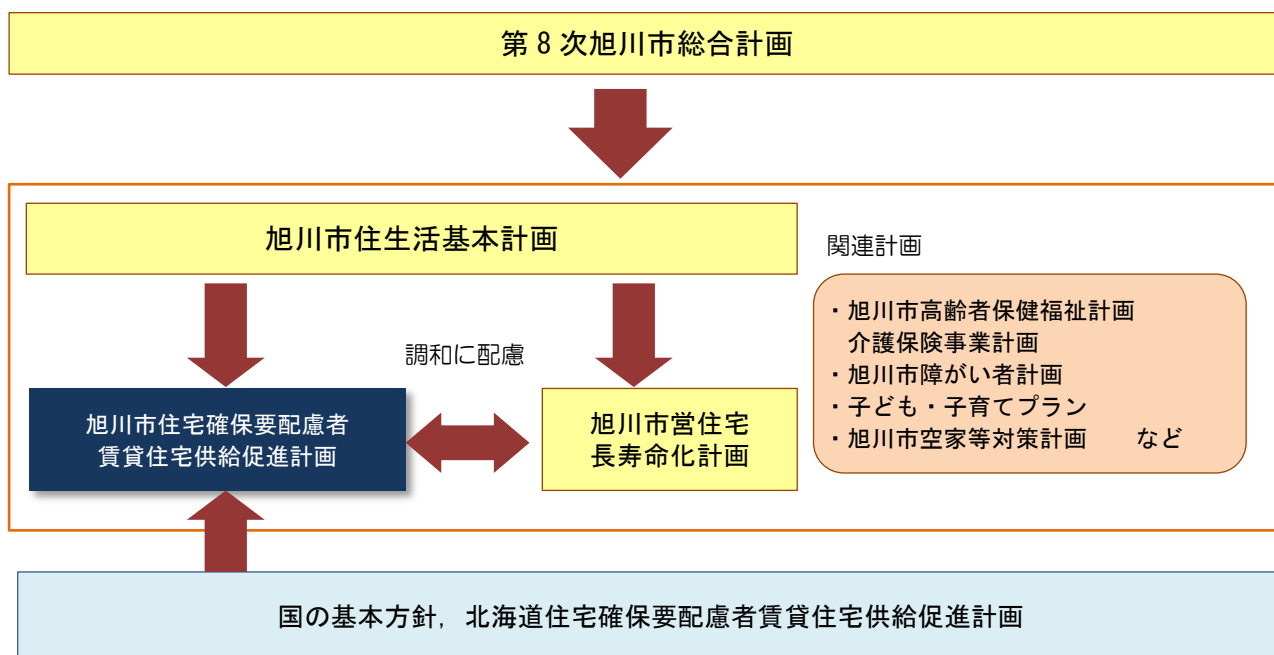 第8次旭川市総合計画
旭川市住生活基本計画
関連計画
・旭川市高齢者保健福祉計画
介護保険事業計画
・旭川市障がい者計画
・子ども・子育てプラン
・旭川市空家等対策計画 など
調和に配慮
旭川市住宅確保要配慮者
賃貸住宅供給促進計画
旭川市営住宅
長寿命化計画
国の基本方針，北海道住宅確保要配慮者賃貸住宅供給促進計画